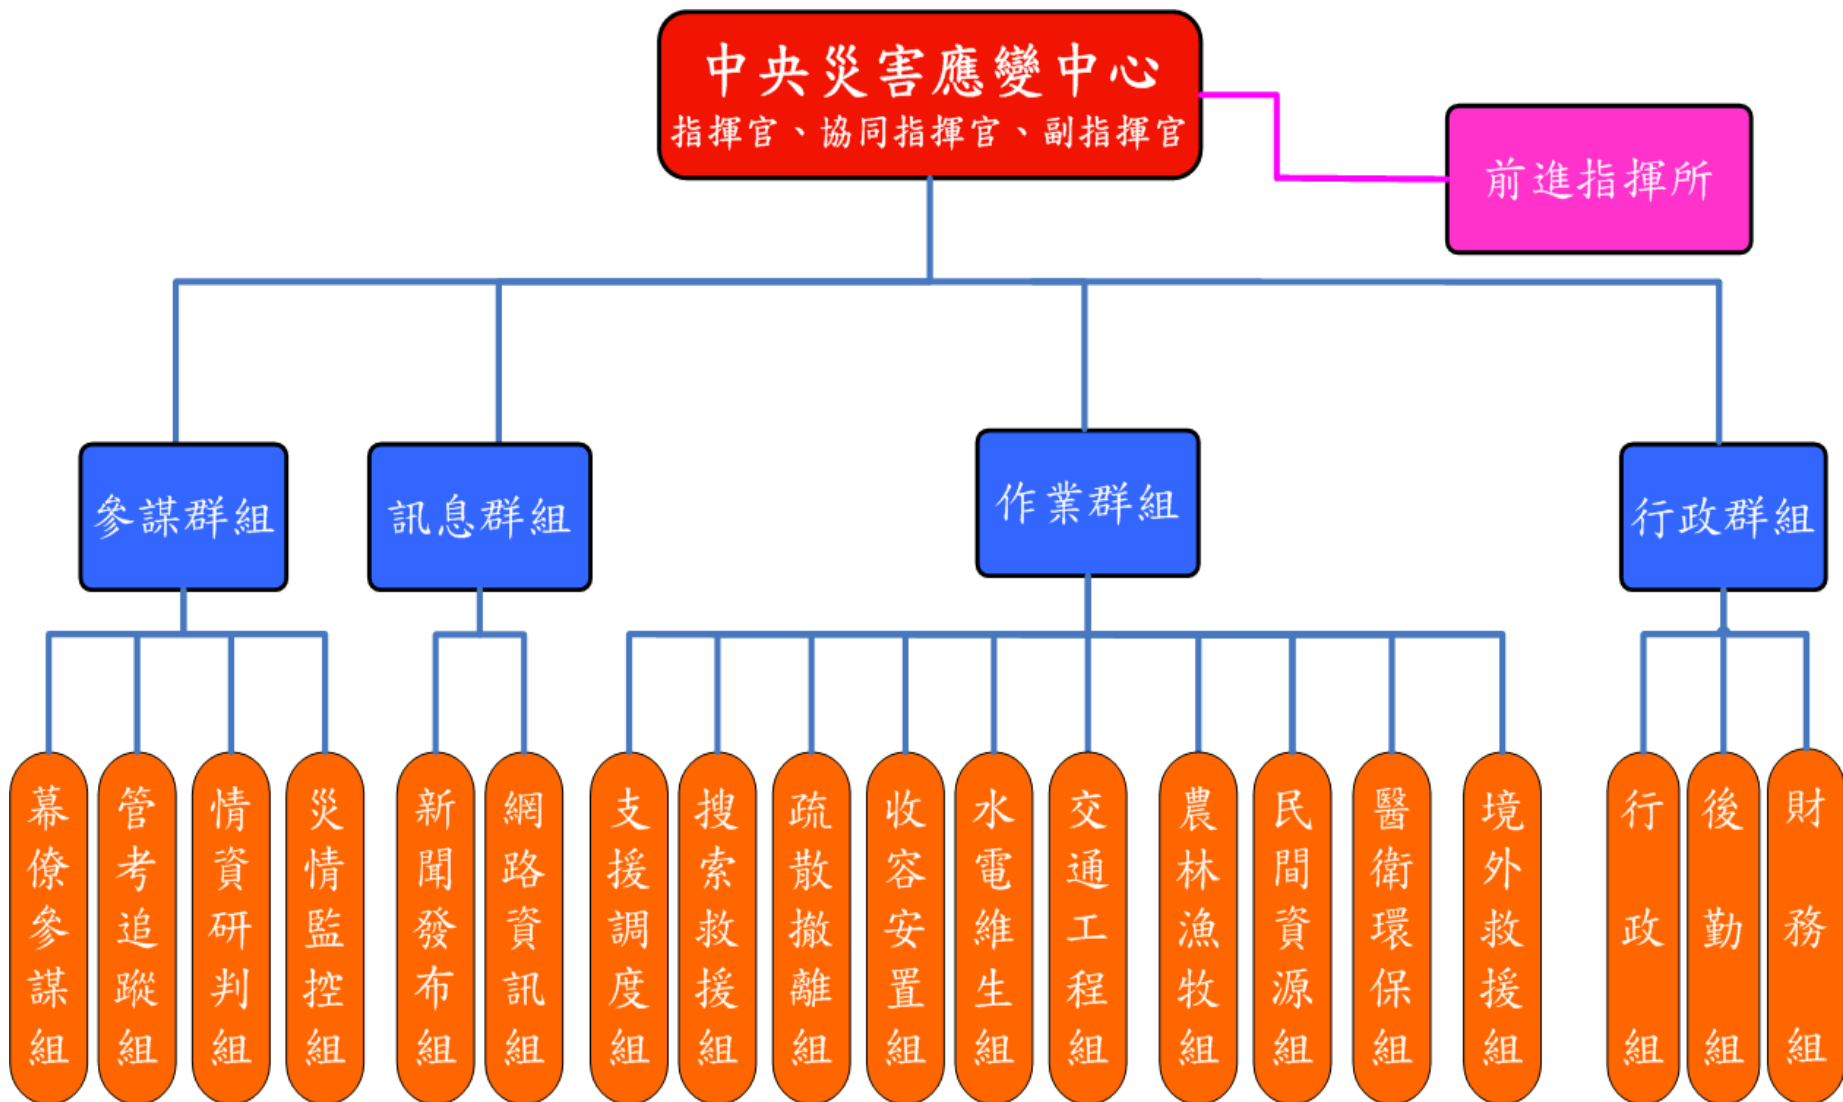 中央災害應變中心
指揮官、協同指揮官、副指揮官
前進指揮所
參謀群組
訊息群組
作業群組
行政群組
幕僚參謀組
管考追蹤組
情資研判組
災情監控組
新聞發布組
網路資訊組
支援調度組
搜索救援組
疏散撤離組
收容安置組
水電維生組
交通工程組
農林漁牧組
民間資源組
醫衛環保組
境外救援組
行政組
後勤組
財務組